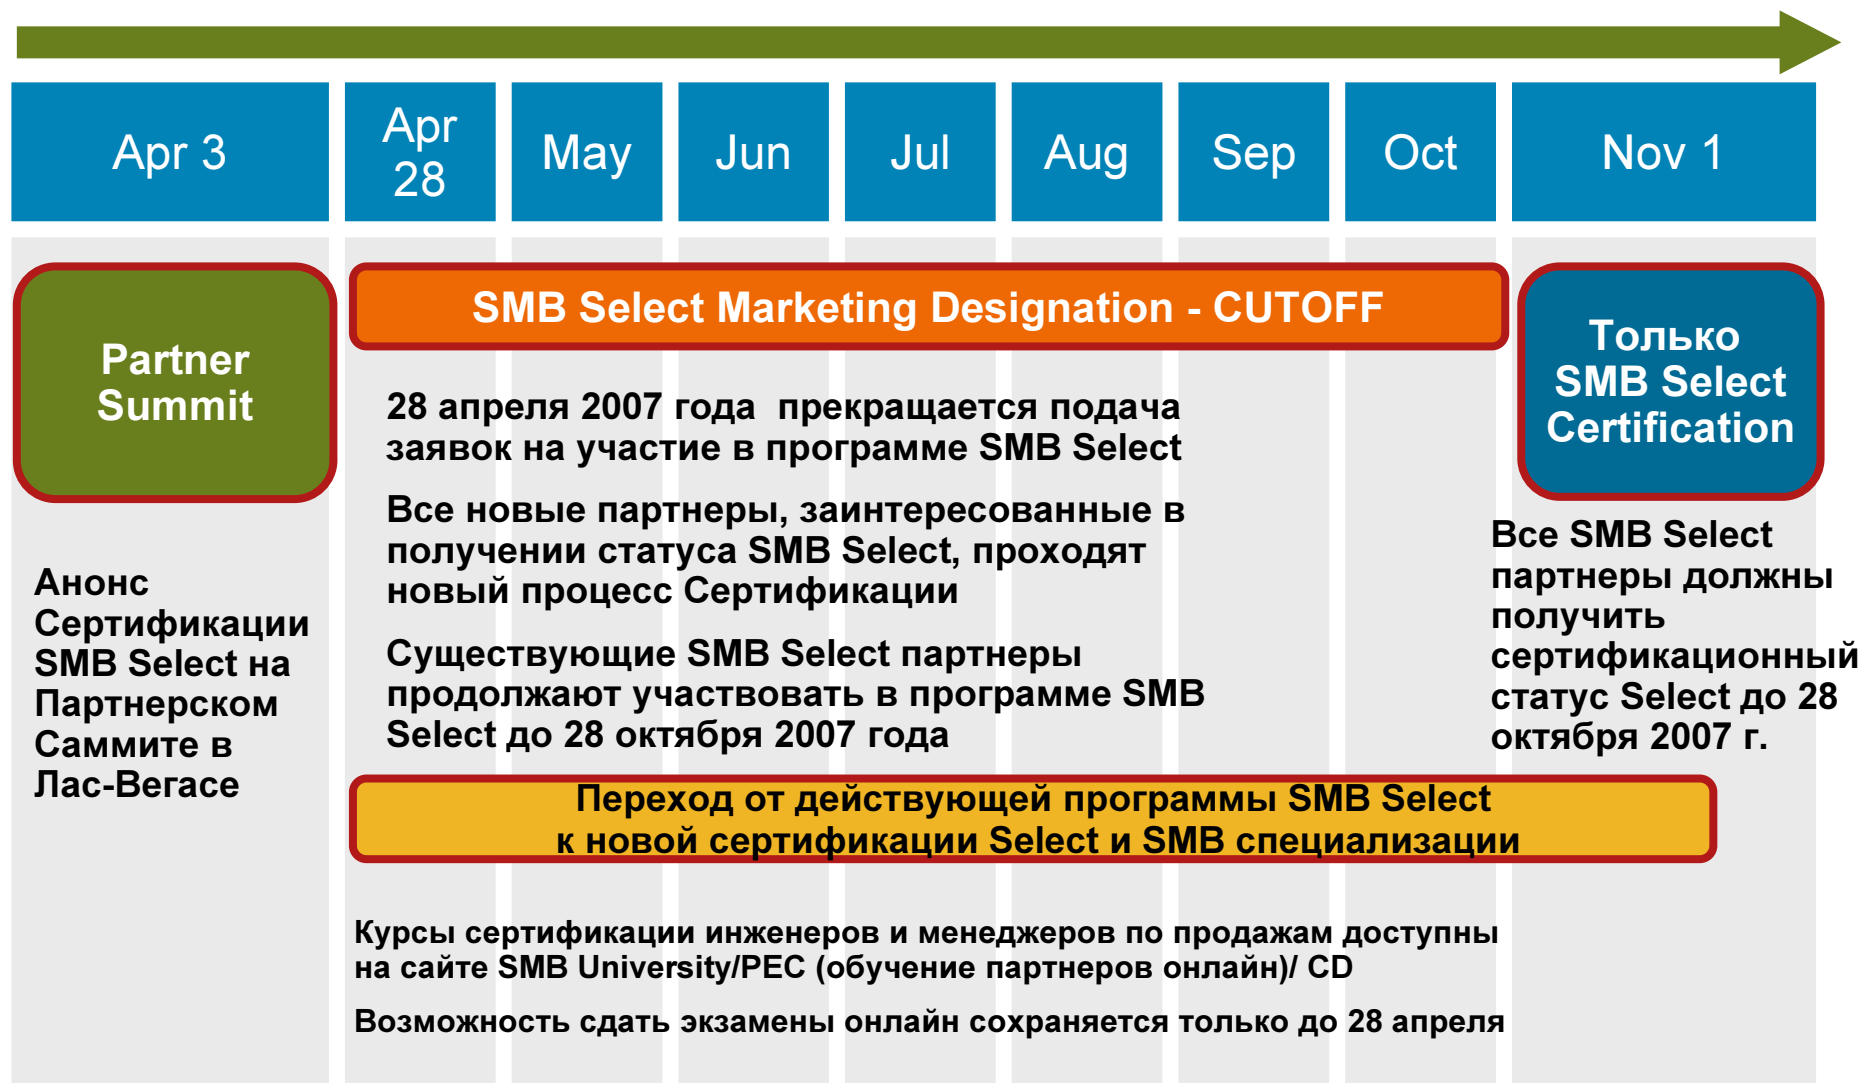 Apr 3
Apr
28
May
Jun
Jul
Aug
Sep
Oct
Nov 1
Partner
Summit
SMB Select Marketing Designation - CUTOFF
Только
SMB Select
Certification
28 апреля 2007 года  прекращается подача
заявок на участие в программе SMB Select
Все новые партнеры, заинтересованные в
получении статуса SMB Select, проходят
новый процесс Сертификации
Существующие SMB Select партнеры
продолжают участвовать в программе SMB
Select до 28 октября 2007 года
Анонс
Сертификации
SMB Select на
Партнерском
Саммите в
Лас-Вегасе
Все SMB Select
партнеры должны
получить
сертификационный
статус Select до 28
октября 2007 г.
Переход от действующей программы SMB Select
к новой сертификации Select и SMB специализации
Курсы сертификации инженеров и менеджеров по продажам доступны
на сайте SMB University/PEC (обучение партнеров онлайн)/ CD
Возможность сдать экзамены онлайн сохраняется только до 28 апреля